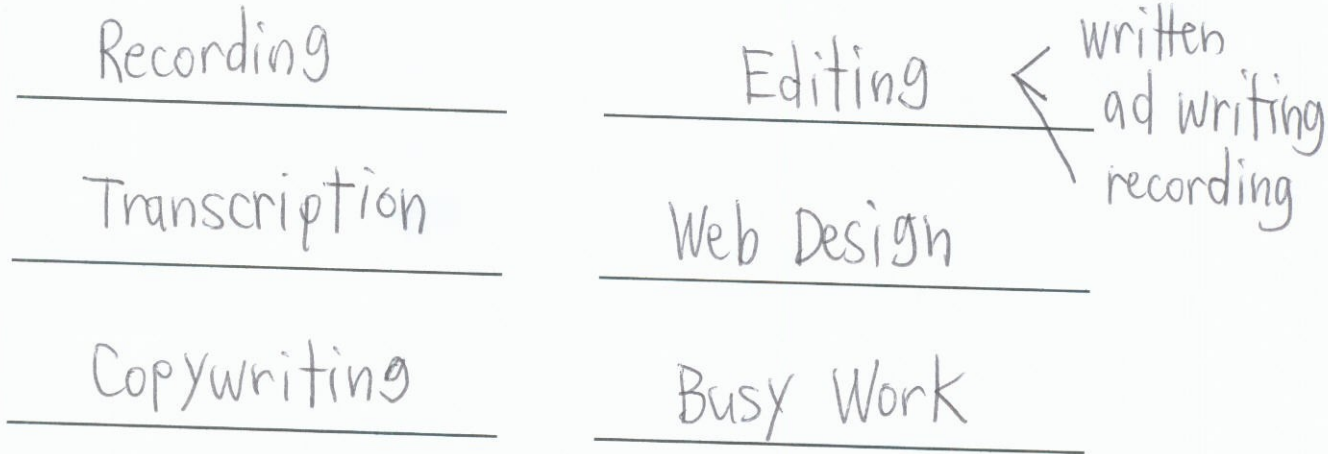 Recording
Transcription
Copywriting
Editing
written
ad writing
recording
Web Design
Busy Work